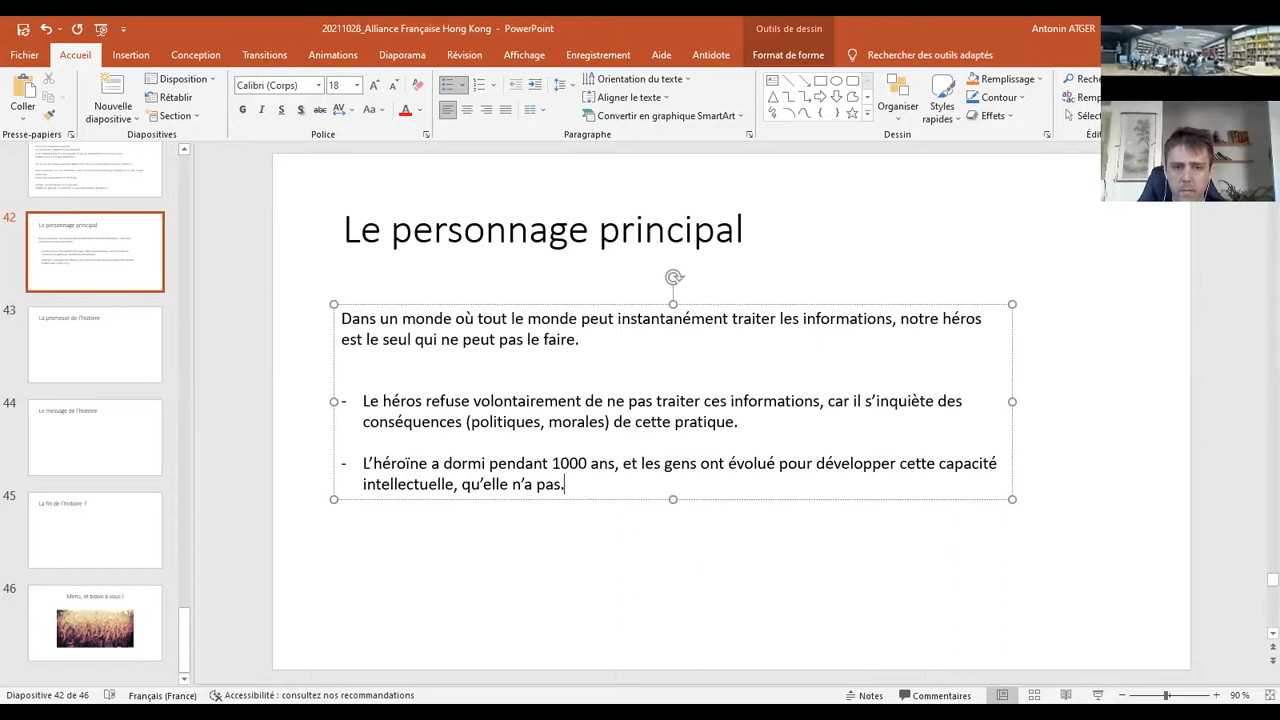 20211028_Alliance Française Hong Kong - PowerPoint
Outils de dessin
Antonin ATGER
Fichier Accueil Insertion Conception Transitions Animations Diaporama Révision Affichage Enregistrement Aide Antidote Format de forme Rechercher des outils adaptés
Coller
Presse-papiers
Nouvelle diapositive
Disposition
Rétablir
Section
Diapositives
Calibri (Corps) 18
G I S S abc AV Aa A
Police
Orientation du texte
Aligner le texte
Convertir en graphique SmartArt
Paragraphe
Organiser
Styles rapides
Remplissage
Contour
Effets
Dessin
Reche
Remp
Sélect
Édi
42
Le personnage principal
43
La promesse de l'histoire
44
Le message de l'histoire
45
La fin de l'histoire ?
46
Merci, et bravo à vous !
Le personnage principal
Dans un monde où tout le monde peut instantanément traiter les informations, notre héros
est le seul qui ne peut pas le faire.
- Le héros refuse volontairement de ne pas traiter ces informations, car il s'inquiète des
conséquences (politiques, morales) de cette pratique.
- L'héroïne a dormi pendant 1000 ans, et les gens ont évolué pour développer cette capacité
intellectuelle, qu'elle n'a pas.
Diapositive 42 de 46 Français (France) Accessibilité : consultez nos recommandations Notes Commentaires 90 %